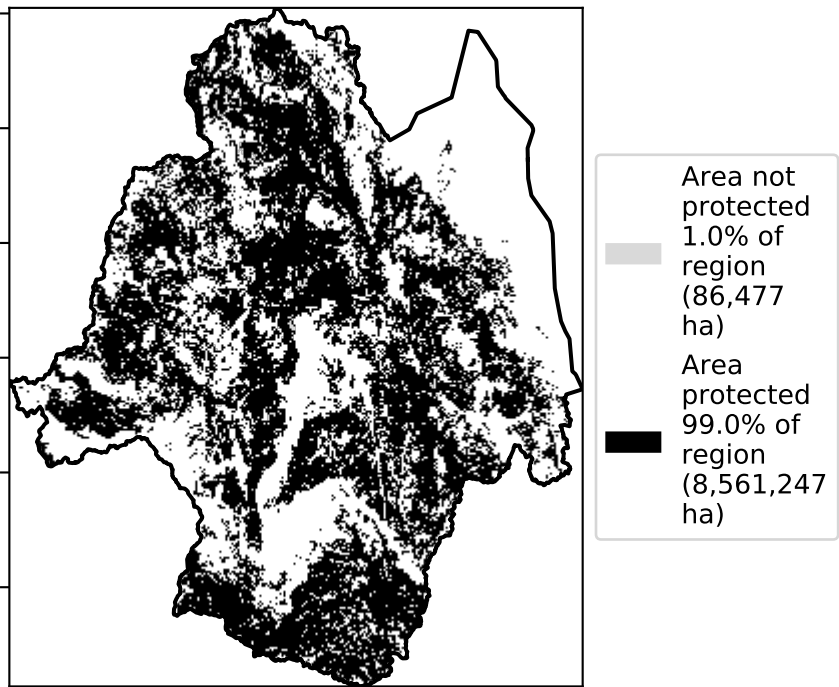 Area not
protected
1.0% of
region
(86,477
ha)
Area
protected
99.0% of
region
(8,561,247
ha)